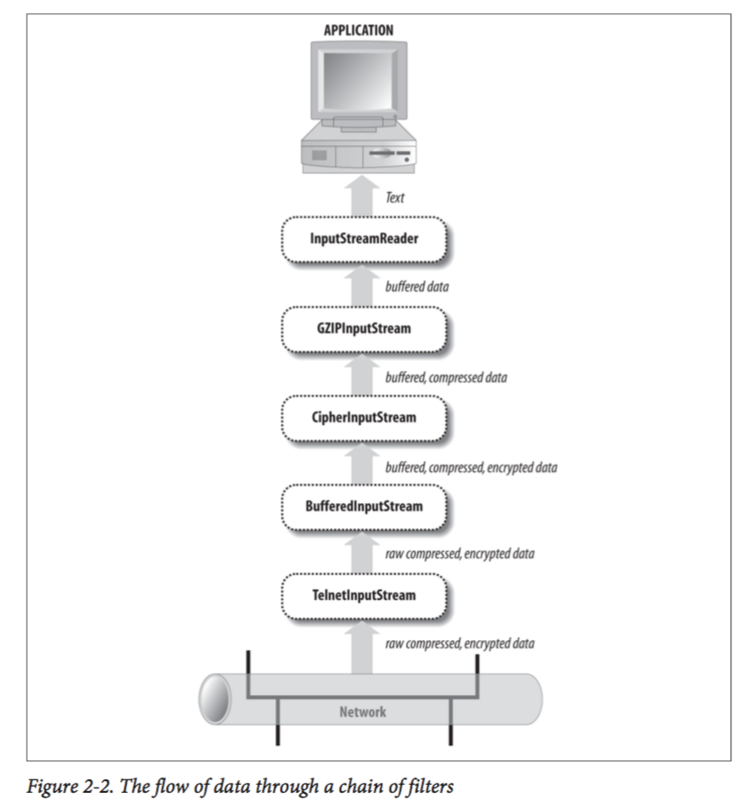 APPLICATION
Text
InputStreamReader
buffered data
GZIPInputStream
buffered, compressed data
CipherInputStream
buffered, compressed, encrypted data
BufferedInputStream
raw compressed, encrypted data
TelnetInputStream
raw compressed, encrypted data
Network
Figure 2-2. The flow of data through a chain of filters